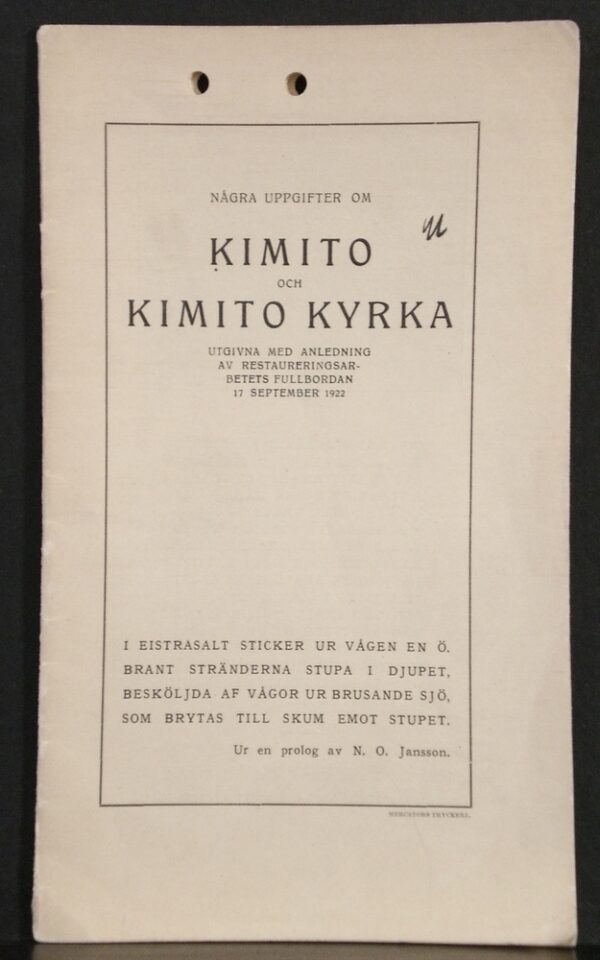 NÅGRA UPPGIFTER OM
KIMITO
OCH
KIMITO KYRKA
UTGIVNA MED ANLEDNING
AV RESTAURERINGSAR-
BETETS FULLBORDAN
17 SEPTEMBER 1922
I EISTRASALT STICKER UR VÅGEN EN Ö.
BRANT STRÄNDERNA STUPA I DJUPET,
BESKÖLJDA AF VÅGOR UR BRUSANDE SJÖ,
SOM BRYTAS TILL SKUM EMOT STUPET.
Ur en prolog av N. O. Jansson.
MERCATORS TRYCKERI.